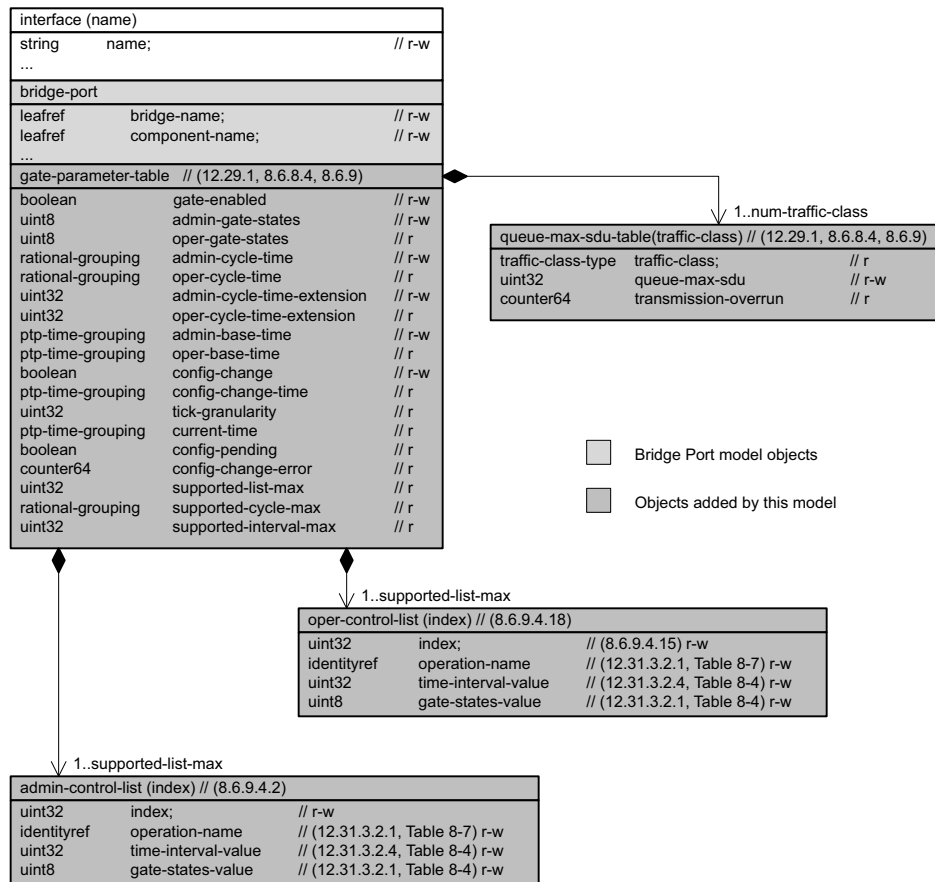 interface (name)
string name; // r-w
...
bridge-port
leafref bridge-name; // r-w
leafref component-name; // r-w
...
gate-parameter-table // (12.29.1, 8.6.8.4, 8.6.9)
boolean gate-enabled // r-w
uint8 admin-gate-states // r-w
uint8 oper-gate-states // r
rational-grouping admin-cycle-time // r-w
rational-grouping oper-cycle-time // r
uint32 admin-cycle-time-extension // r-w
uint32 oper-cycle-time-extension // r
ptp-time-grouping admin-base-time // r-w
ptp-time-grouping oper-base-time // r
boolean config-change // r-w
ptp-time-grouping config-change-time // r
uint32 tick-granularity // r
ptp-time-grouping current-time // r
boolean config-pending // r
counter64 config-change-error // r
uint32 supported-list-max // r
rational-grouping supported-cycle-max // r
uint32 supported-interval-max // r
1..num-traffic-class
queue-max-sdu-table(traffic-class) // (12.29.1, 8.6.8.4, 8.6.9)
traffic-class-type traffic-class; // r
uint32 queue-max-sdu // r-w
counter64 transmission-overrun // r
Bridge Port model objects
Objects added by this model
1..supported-list-max
oper-control-list (index) // (8.6.9.4.18)
uint32 index; // (8.6.9.4.15) r-w
identityref operation-name // (12.31.3.2.1, Table 8-7) r-w
uint32 time-interval-value // (12.31.3.2.4, Table 8-4) r-w
uint8 gate-states-value // (12.31.3.2.1, Table 8-4) r-w
1..supported-list-max
admin-control-list (index) // (8.6.9.4.2)
uint32 index; // r-w
identityref operation-name // (12.31.3.2.1, Table 8-7) r-w
uint32 time-interval-value // (12.31.3.2.4, Table 8-4) r-w
uint8 gate-states-value // (12.31.3.2.1, Table 8-4) r-w